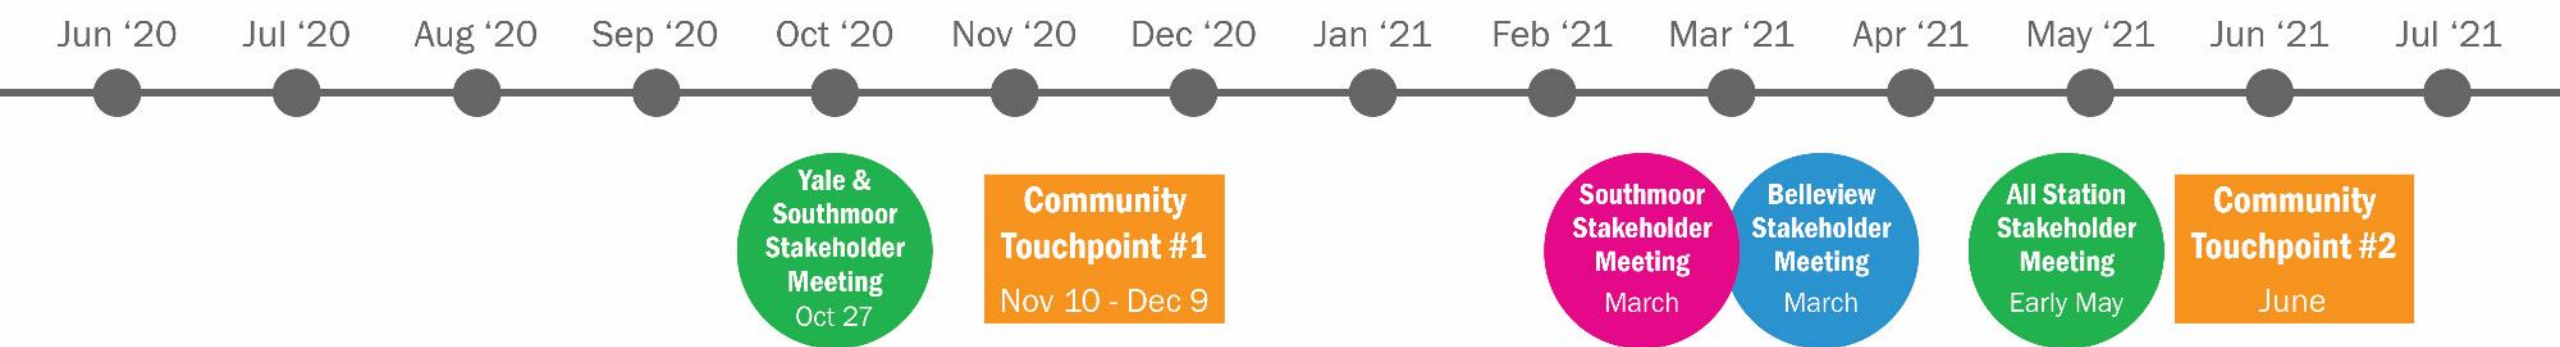 Jun ‘20 Jul ‘20 Aug ‘20 Sep ‘20 Oct ‘20 Nov ‘20 Dec ‘20 Jan ‘21 Feb ‘21 Mar ‘21 Apr ‘21 May ‘21 Jun ‘21 Jul ‘21
Yale &
Southmoor
Stakeholder
Meeting
Oct 27
Community
Touchpoint #1
Nov 10 - Dec 9
Southmoor
Stakeholder
Meeting
March
Belleview
Stakeholder
Meeting
March
All Station
Stakeholder
Meeting
Early May
Community
Touchpoint #2
June